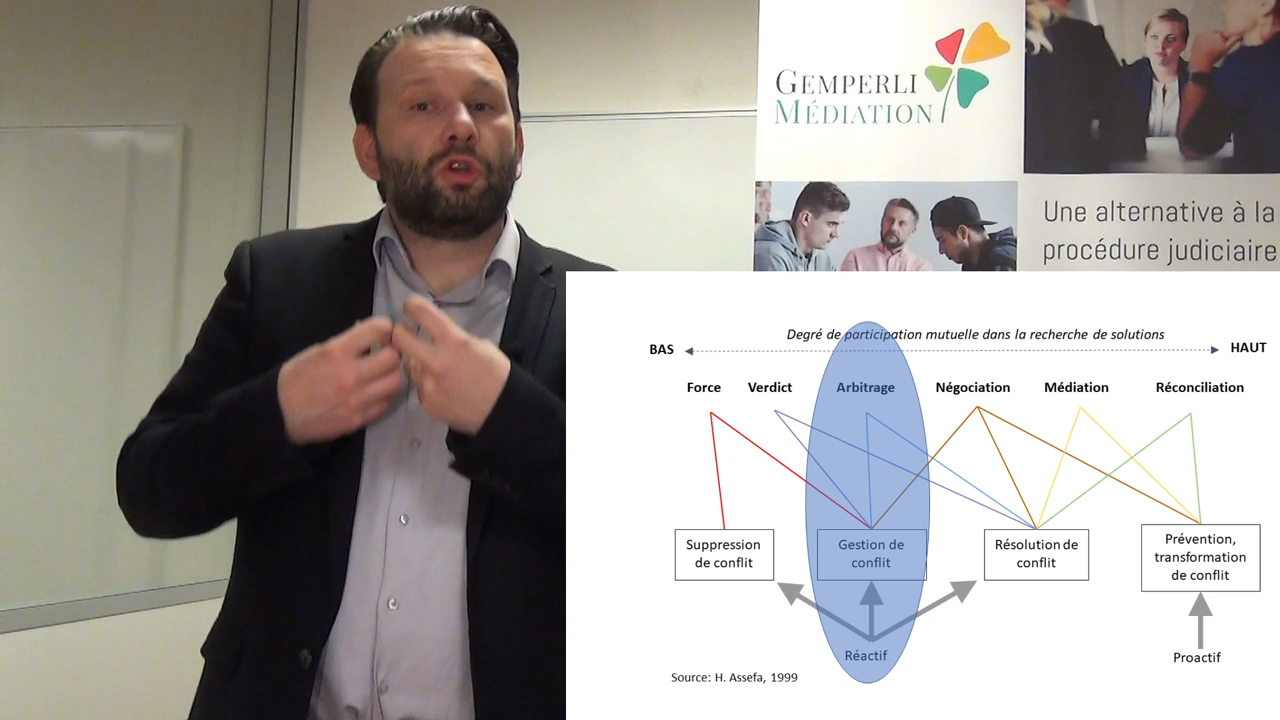 GEMPERLI
MÉDIATION
Une alternative à la
procédure judiciaire
Degré de participation mutuelle dans la recherche de solutions
BAS
HAUT
Force
Verdict
Arbitrage
Négociation
Médiation
Réconciliation
Suppression
de conflit
Gestion de
conflit
Résolution de
conflit
Prévention,
transformation
de conflit
Réactif
Proactif
Source: H. Assefa, 1999